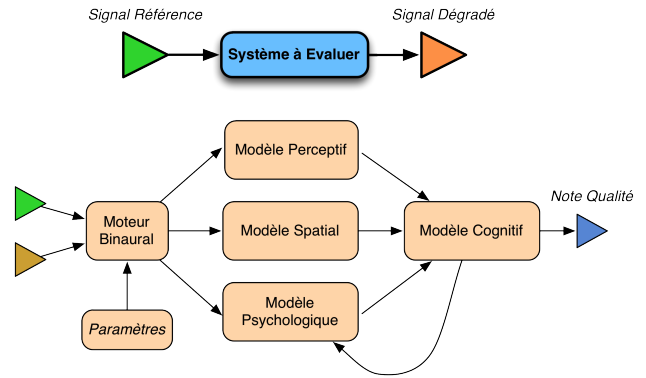 Signal Référence
Signal Dégradé
Système à Evaluer
Modèle Perceptif
Note Qualité
Moteur
Binaural
Modèle Spatial
Modèle Cognitif
Modèle
Psychologique
Paramètres